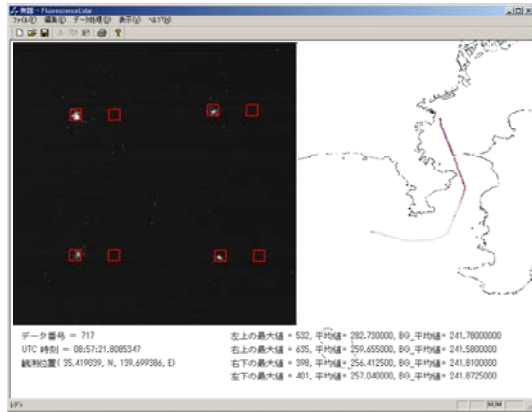 無題 - FluorescenceLidar
ファイル(F) 編集(E) データ処理(D) 表示(V) ヘルプ(H)
データ番号 = 717
UTC 時刻 = 08:57:21.8085347
観測位置( 35.419039, N, 139.699386, E)
左上の最大値 = 532, 平均値= 282.730000, BG_平均値= 241.78000000
右上の最大値 = 635, 平均値= 259.655000, BG_平均値= 241.5800000
右下の最大値 = 398, 平均値= 256.412500, BG_平均値= 241.8100000
左下の最大値 = 401, 平均値= 257.040000, BG_平均値= 241.8725000
レディ
NUM